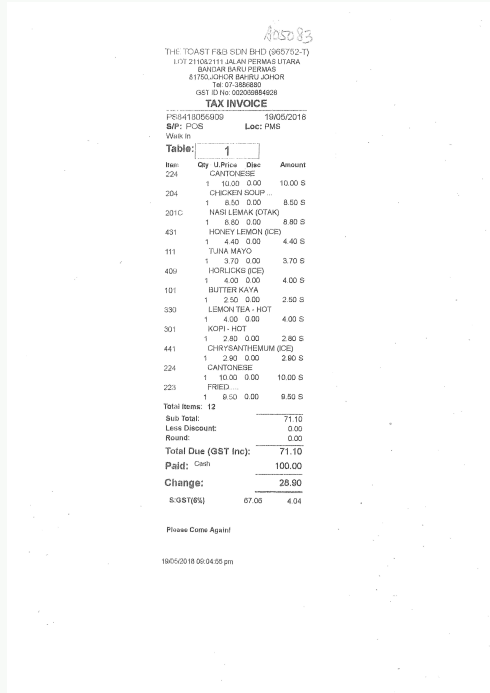 A05083
THE TOAST F&B SDN BHD (965752-T)
LOT 2110&2111 JALAN PERMAS UTARA
BANDAR BARU PERMAS
81750,JOHOR BAHRU JOHOR
Tel: 07-3886880
GST ID No: 002089884928
TAX INVOICE
PS8418055909 19/05/2018
S/P: POS Loc: PMS
Walk In
Table: 1
Item Qty U.Price Disc Amount
224 CANTONESE
1 10.00 0.00 10.00 S
204 CHICKEN SOUP ...
1 8.50 0.00 8.50 S
201C NASI LEMAK (OTAK)
1 8.80 0.00 8.80 S
431 HONEY LEMON (ICE)
1 4.40 0.00 4.40 S
111 TUNA MAYO
1 3.70 0.00 3.70 S
409 HORLICKS (ICE)
1 4.00 0.00 4.00 S
101 BUTTER KAYA
1 2.50 0.00 2.50 S
330 LEMON TEA - HOT
1 4.00 0.00 4.00 S
301 KOPI - HOT
1 2.80 0.00 2.80 S
441 CHRYSANTHEMUM (ICE)
1 2.90 0.00 2.90 S
224 CANTONESE
1 10.00 0.00 10.00 S
223 FRIED.....
1 9.50 0.00 9.50 S
Total Items: 12
Sub Total: 71.10
Less Discount: 0.00
Round: 0.00
Total Due (GST Inc): 71.10
Paid: Cash 100.00
Change: 28.90
S:GST(6%) 67.06 4.04
Please Come Again!
19/05/2018 09:04:56 pm